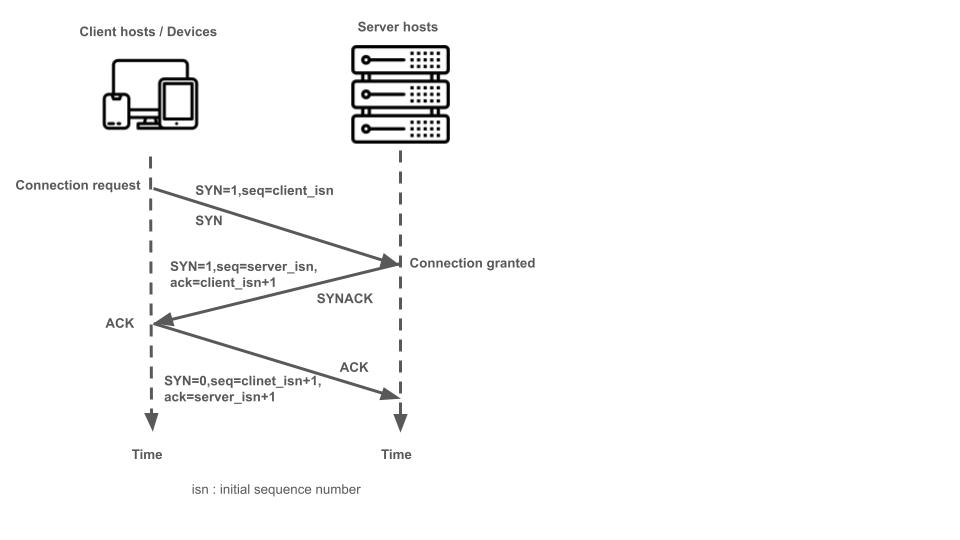 Client hosts / Devices
Server hosts
Connection request
SYN=1,seq=client_isn
SYN
Connection granted
SYN=1,seq=server_isn,
ack=client_isn+1
SYNACK
ACK
ACK
SYN=0,seq=clinet_isn+1,
ack=server_isn+1
Time
Time
isn : initial sequence number